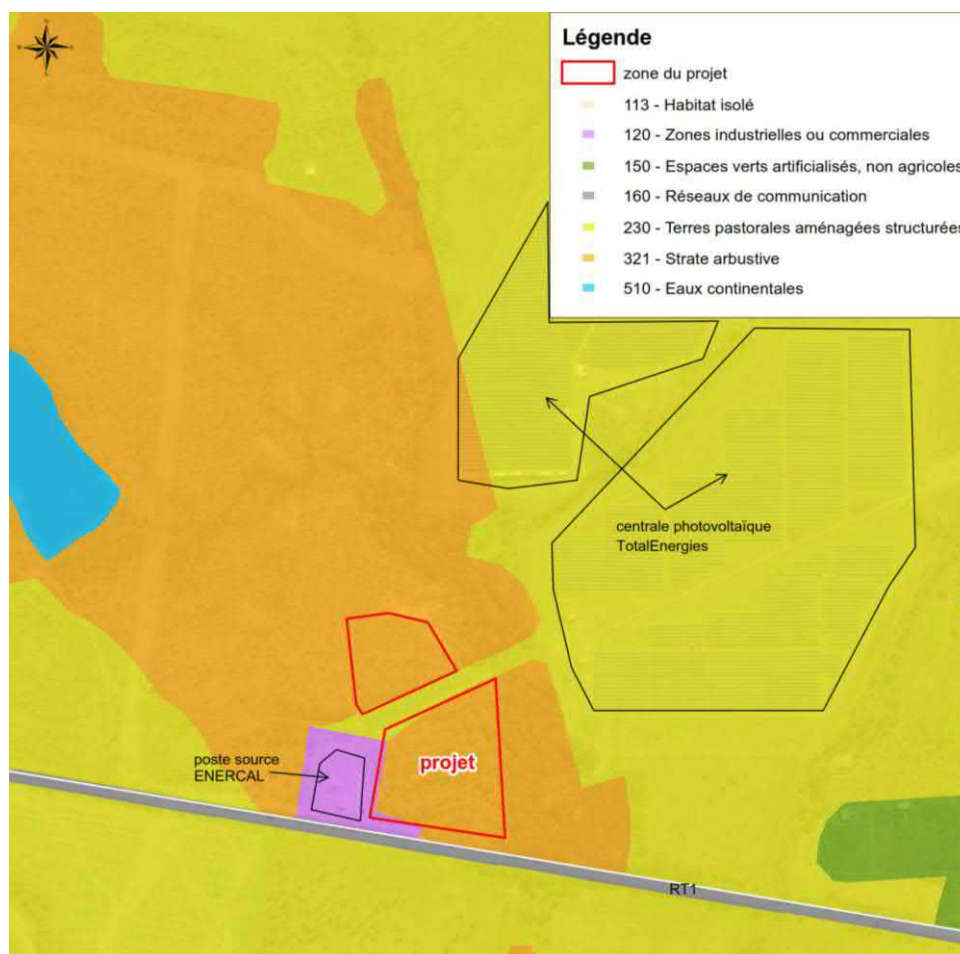 Légende
zone du projet
113 - Habitat isolé
120 - Zones industrielles ou commerciales
150 - Espaces verts artificialisés, non agricoles
160 - Réseaux de communication
230 - Terres pastorales aménagées structurées
321 - Strate arbustive
510 - Eaux continentales
centrale photovoltaïque
TotalEnergies
poste source
ENERCAL
projet
RT1